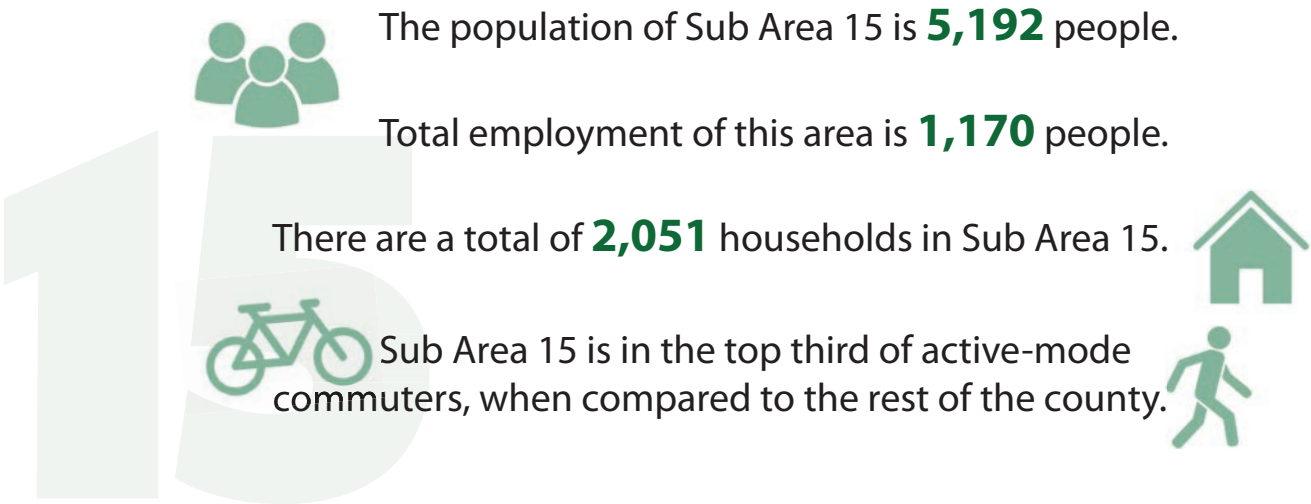 The population of Sub Area 15 is 5,192 people.
Total employment of this area is 1,170 people.
There are a total of 2,051 households in Sub Area 15.
Sub Area 15 is in the top third of active-mode
commuters, when compared to the rest of the county.
15